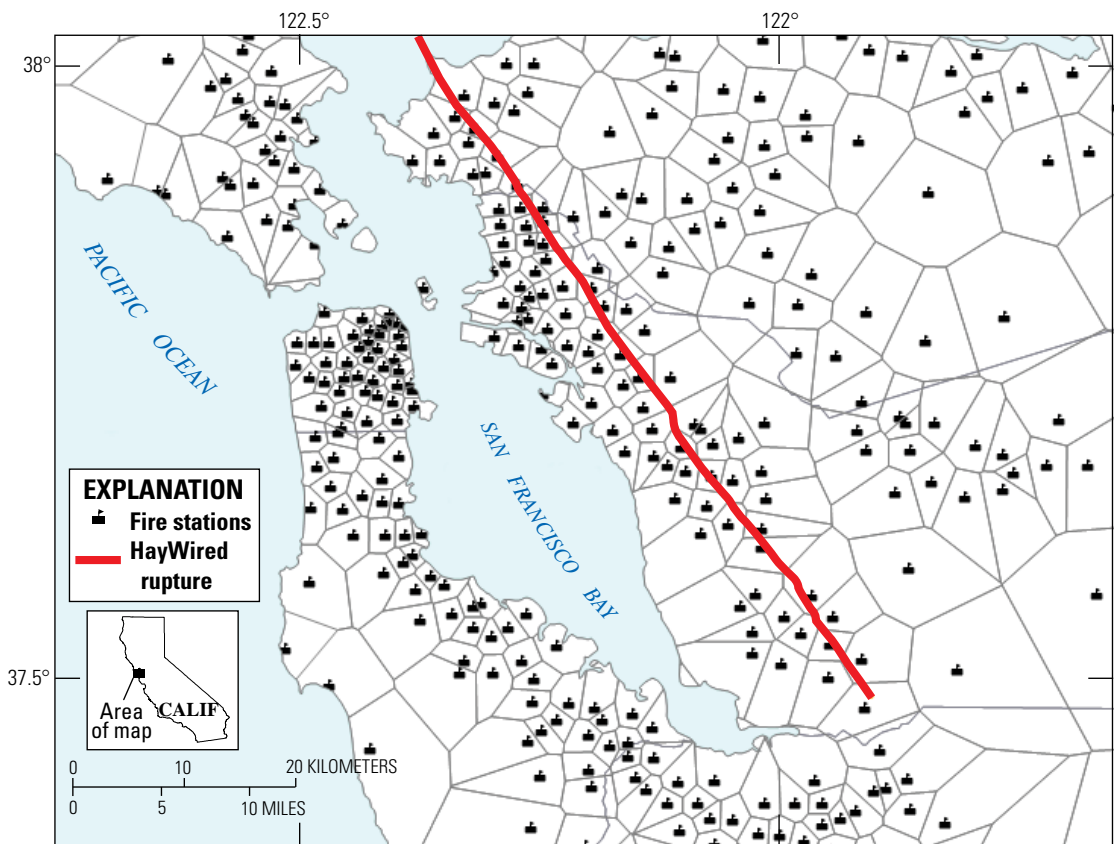 122.5°
122°
38°
PACIFIC OCEAN
SAN FRANCISCO BAY
EXPLANATION
Fire stations
HayWired
rupture
37.5°
CALIF
Area
of map
0 10 20 KILOMETERS
0 5 10 MILES